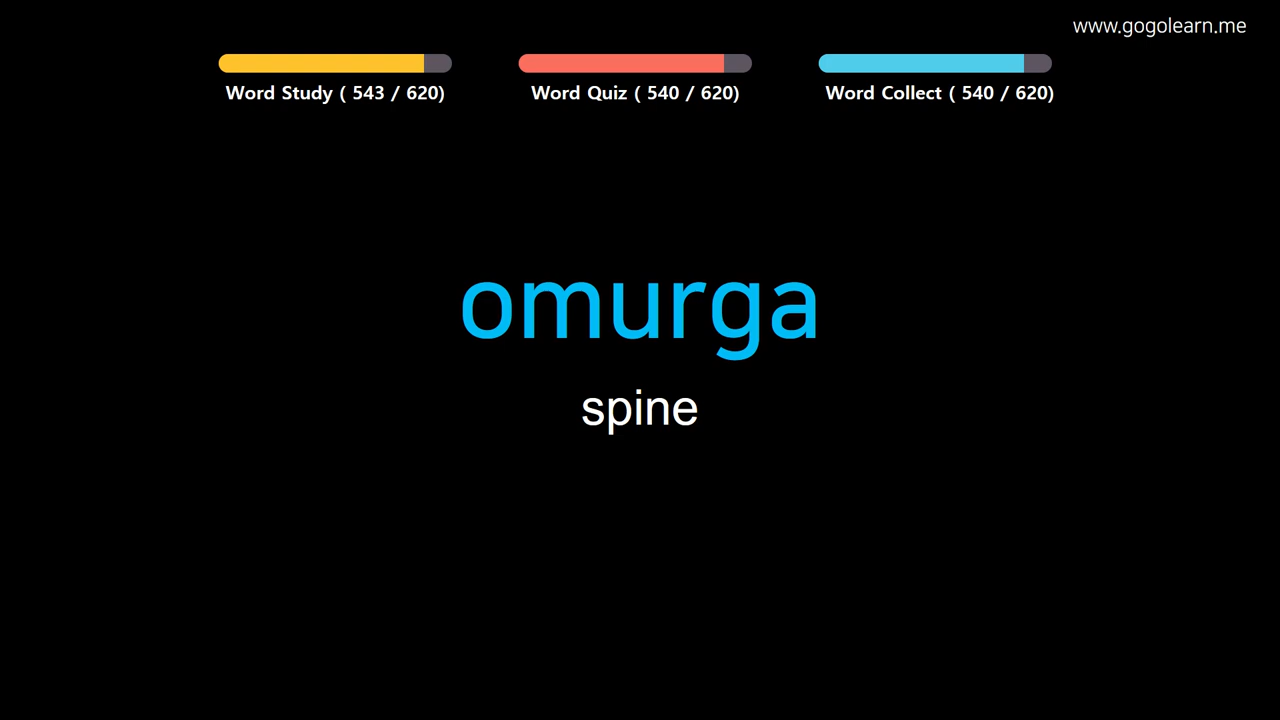 www.gogolearn.me
Word Study ( 543 / 620)
Word Quiz ( 540 / 620)
Word Collect ( 540 / 620)
omurga
spine